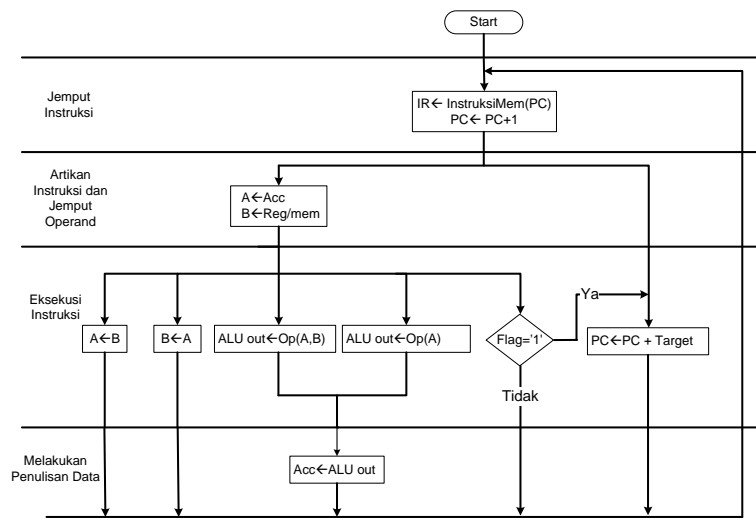 Start
Jemput
Instruksi
IR← InstruksiMem(PC)
PC← PC+1
Artikan
Instruksi dan
Jemput
Operand
A←Acc
B←Reg/mem
Eksekusi
Instruksi
A←B
B←A
ALU out←Op(A,B)
ALU out←Op(A)
Flag='1'
Ya
Tidak
PC←PC + Target
Melakukan
Penulisan Data
Acc←ALU out